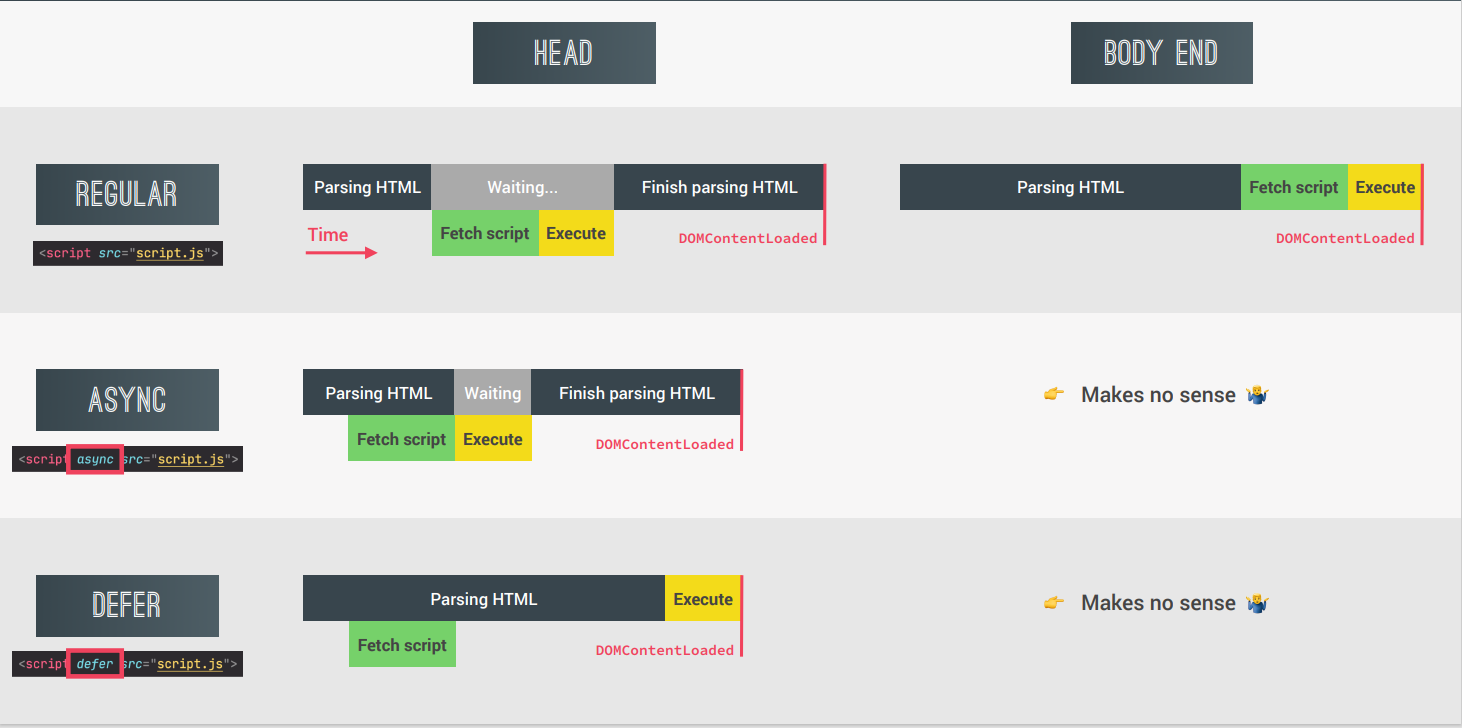 HEAD
BODY END
REGULAR
<script src="script.js">
Parsing HTML
Waiting...
Finish parsing HTML
Fetch script
Execute
Time
DOMContentLoaded
Parsing HTML
Fetch script
Execute
DOMContentLoaded
ASYNC
<script async src="script.js">
Parsing HTML
Waiting
Finish parsing HTML
Fetch script
Execute
DOMContentLoaded
👉 Makes no sense 🤷‍♂️
DEFER
<script defer src="script.js">
Parsing HTML
Execute
Fetch script
DOMContentLoaded
👉 Makes no sense 🤷‍♂️